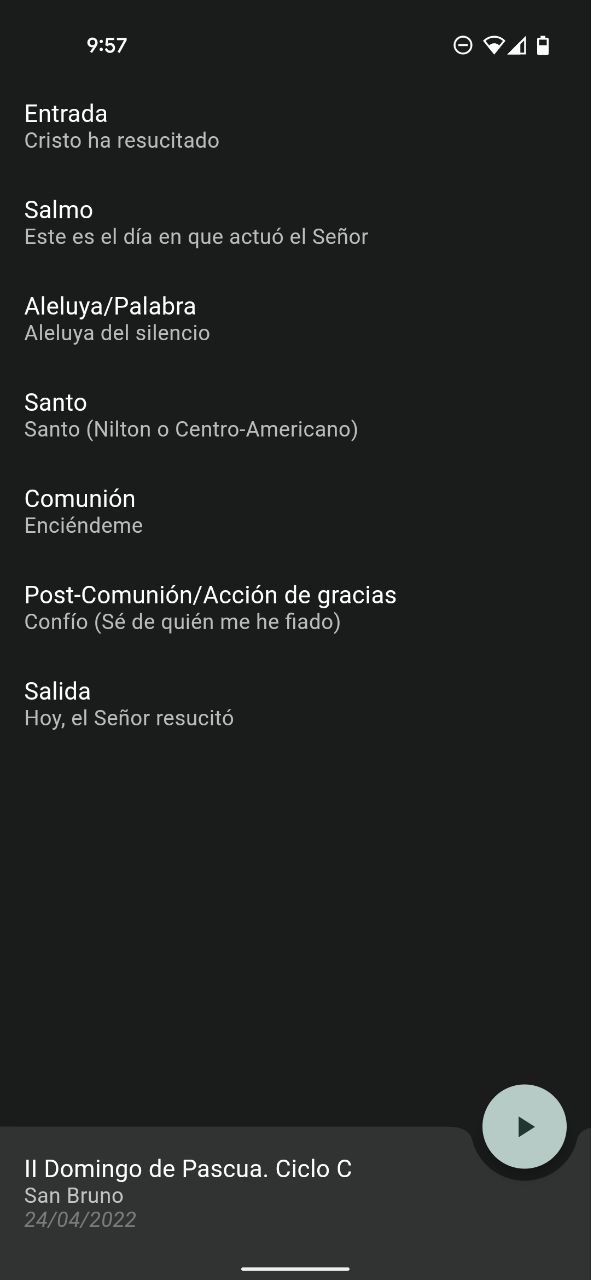 9:57
Entrada
Cristo ha resucitado
Salmo
Este es el día en que actuó el Señor
Aleluya/Palabra
Aleluya del silencio
Santo
Santo (Nilton o Centro-Americano)
Comunión
Enciéndeme
Post-Comunión/Acción de gracias
Confío (Sé de quién me he fiado)
Salida
Hoy, el Señor resucitó
II Domingo de Pascua. Ciclo C
San Bruno
24/04/2022